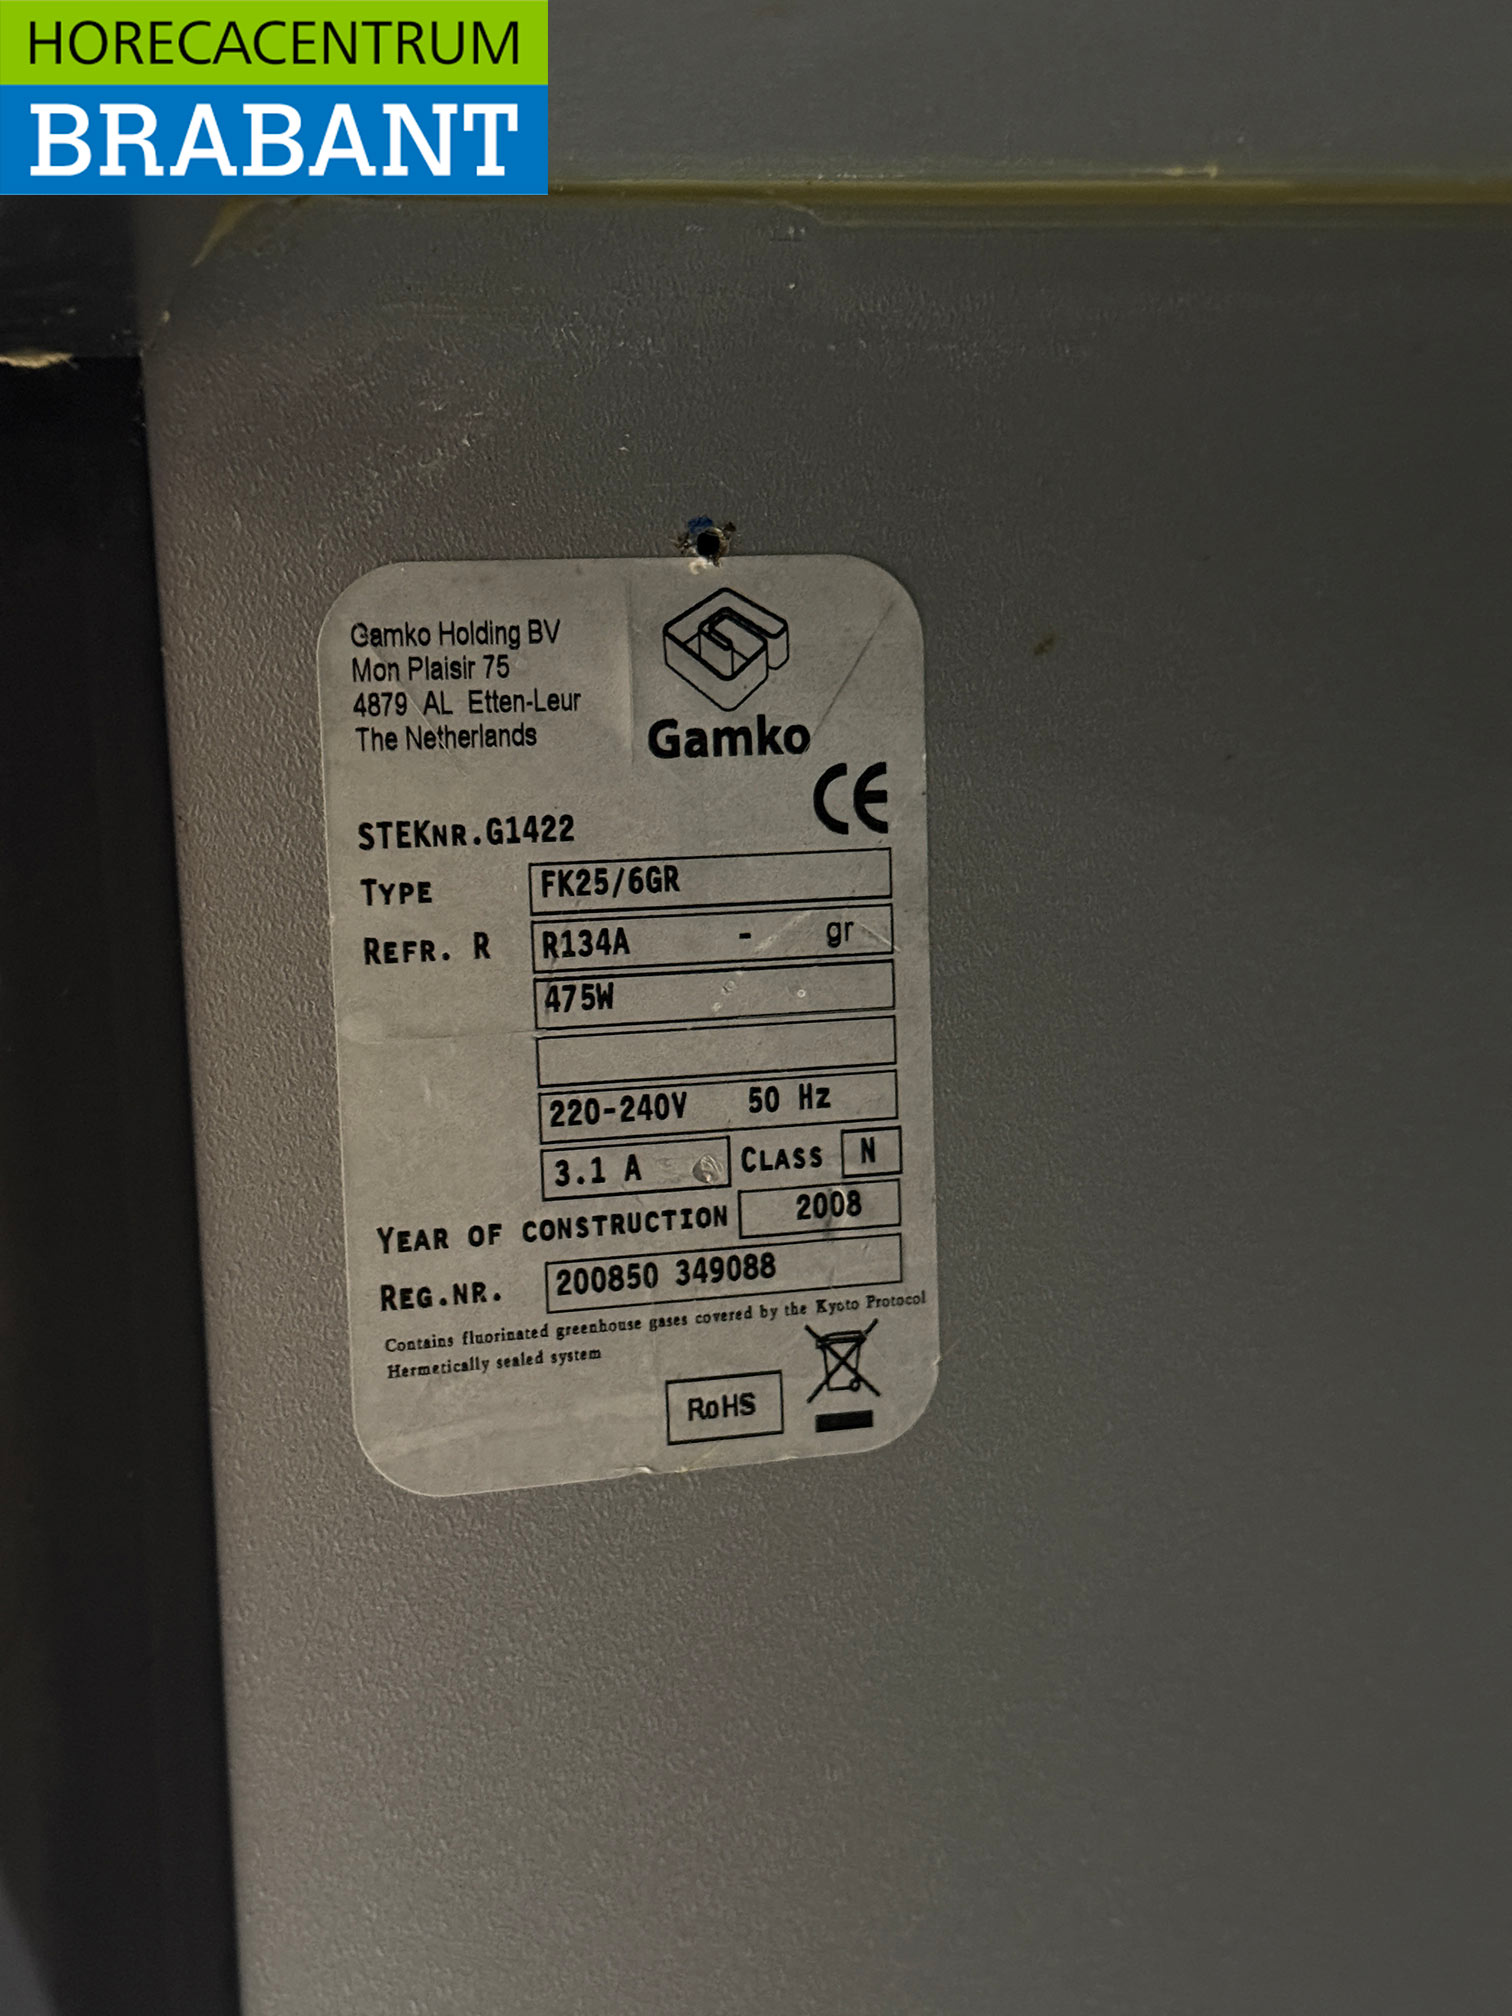 HORECACENTRUM
BRABANT
Gamko Holding BV
Mon Plaisir 75
4879 AL Etten-Leur
The Netherlands
Gamko
CE
STEKNR.G1422
TYPE FK25/6GR
REFR. R R134A - gr
475W
220-240V 50 Hz
3.1 A CLASS N
YEAR OF CONSTRUCTION 2008
REG.NR. 200850 349088
Contains fluorinated greenhouse gases covered by the Kyoto Protocol
Hermetically sealed system
RoHS